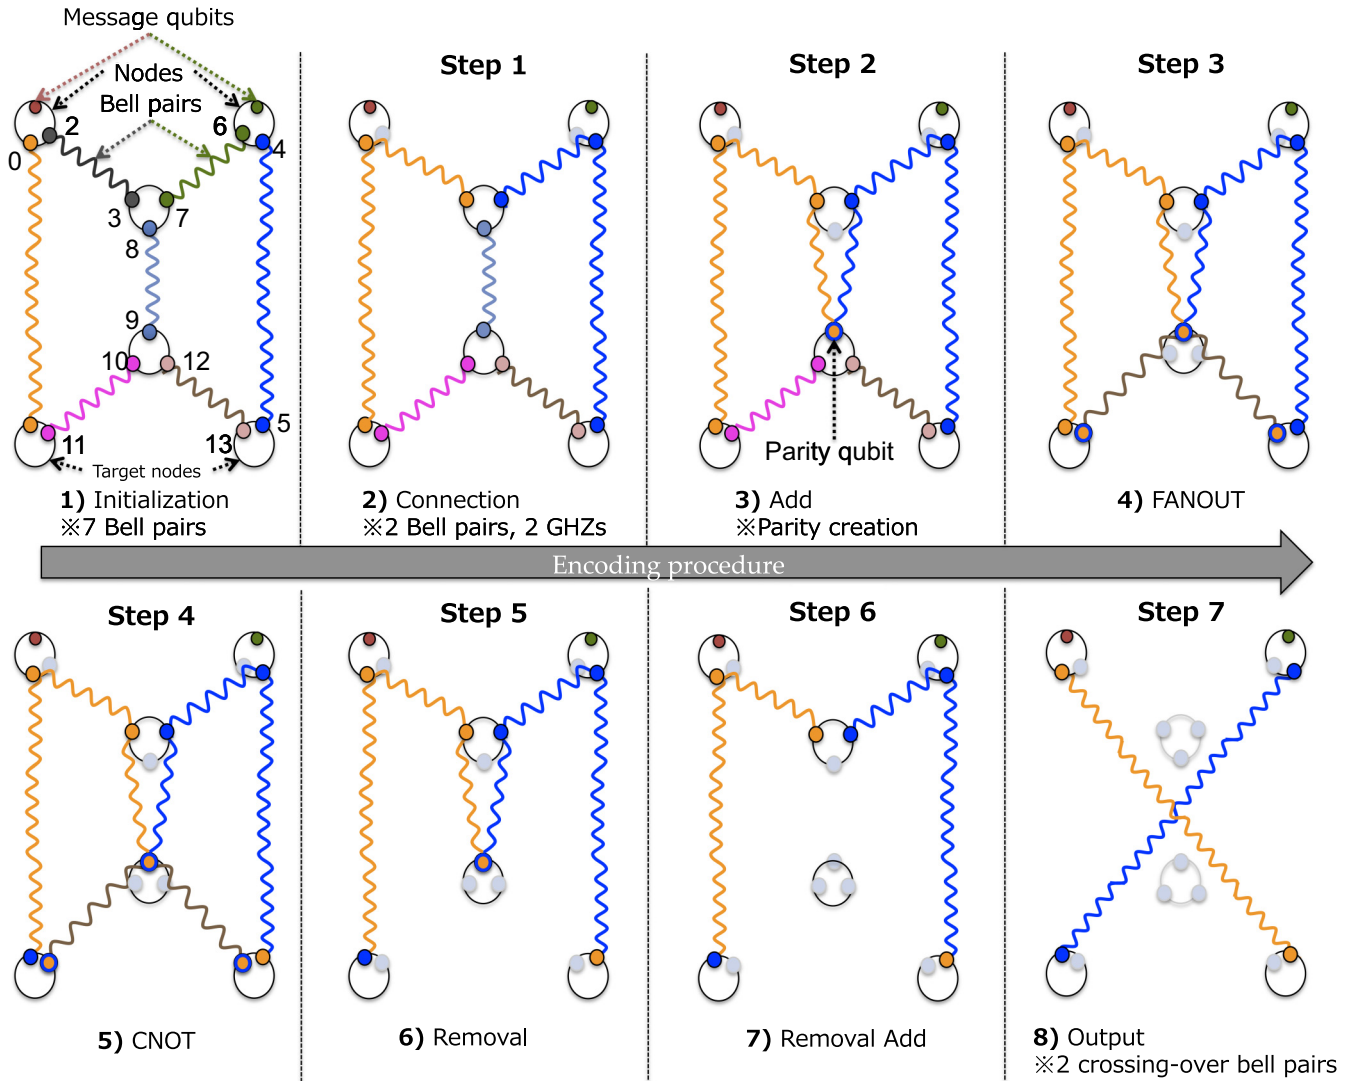 Message qubits
Nodes
Bell pairs
2
6
0
4
3
7
8
9
10
12
5
11
13
Target nodes
1) Initialization
※7 Bell pairs
Step 1
2) Connection
※2 Bell pairs, 2 GHZs
Step 2
Parity qubit
3) Add
※Parity creation
Step 3
4) FANOUT
Encoding procedure
Step 4
5) CNOT
Step 5
6) Removal
Step 6
7) Removal Add
Step 7
8) Output
※2 crossing-over bell pairs